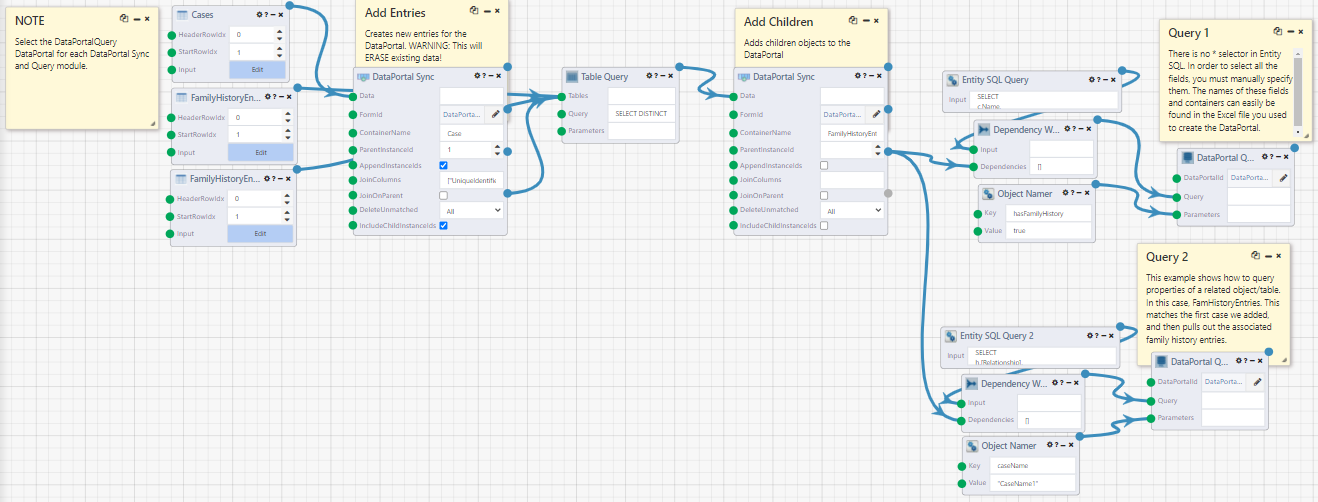 NOTE
Select the DataPortalQuery
DataPortal for each DataPortal Sync
and Query module.
Cases
HeaderRowIdx 0
StartRowIdx 1
Input Edit
FamilyHistoryEn...
HeaderRowIdx 0
StartRowIdx 1
Input Edit
FamilyHistoryEn...
HeaderRowIdx 0
StartRowIdx 1
Input Edit
Add Entries
Creates new entries for the
DataPortal. WARNING: This will
ERASE existing data!
DataPortal Sync
Data
FormId DataPorta...
ContainerName Case
ParentInstanceId 1
AppendInstanceIds
JoinColumns ["UniqueIdentifie
JoinOnParent
DeleteUnmatched All
IncludeChildInstanceIds
Table Query
Tables
Query SELECT DISTINCT
Parameters
Add Children
Adds children objects to the
DataPortal
DataPortal Sync
Data
FormId DataPorta...
ContainerName FamilyHistoryEnt
ParentInstanceId
AppendInstanceIds
JoinColumns
JoinOnParent
DeleteUnmatched All
IncludeChildInstanceIds
Entity SQL Query
Input SELECT
c.Name,
Dependency W...
Input
Dependencies []
Object Namer
Key hasFamilyHistory
Value true
Query 1
There is no * selector in Entity
SQL. In order to select all the
fields, you must manually specify
them. The names of these fields
and containers can easily be
found in the Excel file you used
to create the DataPortal.
DataPortal Q...
DataPortalId DataPorta...
Query
Parameters
Query 2
This example shows how to query
properties of a related object/table.
In this case, FamHistoryEntries. This
matches the first case we added,
and then pulls out the associated
family history entries.
Entity SQL Query 2
Input SELECT
h.[Relationship],
Dependency W...
Input
Dependencies []
Object Namer
Key caseName
Value "CaseName1"
DataPortal Q...
DataPortalId DataPorta...
Query
Parameters